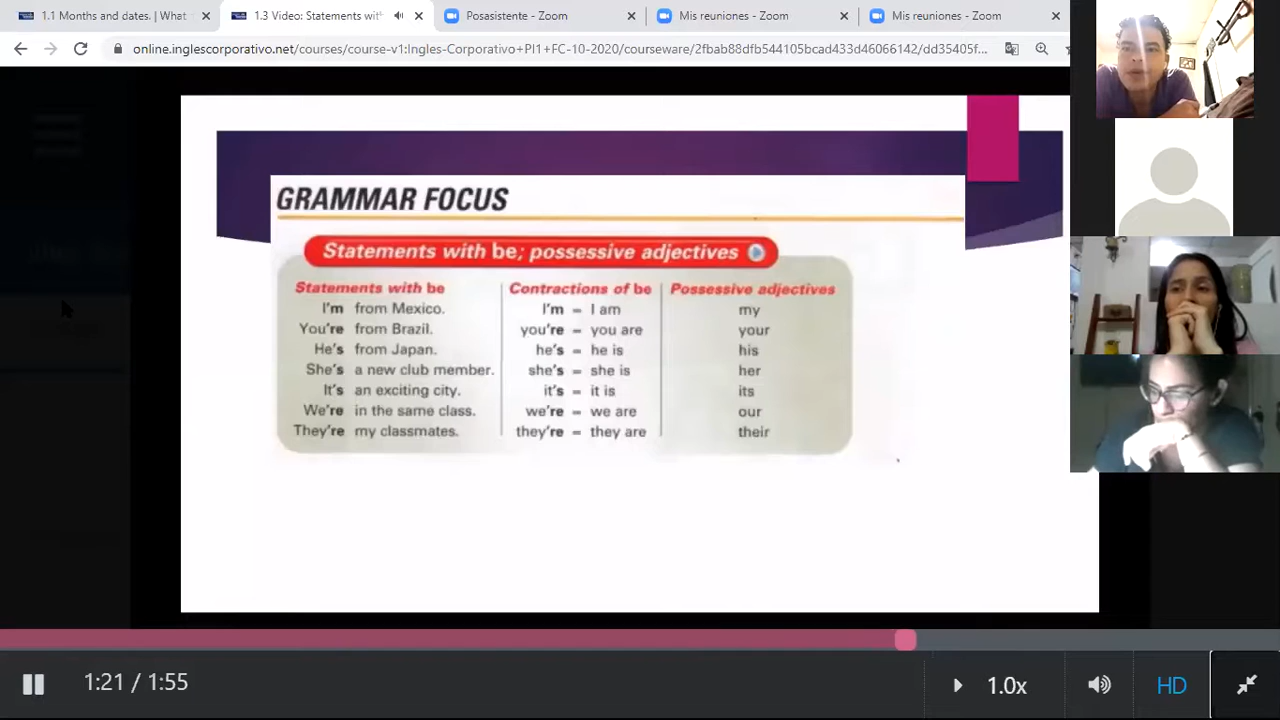 1.1 Months and dates. | What
1.3 Video: Statements wit
Posasistente - Zoom
Mis reuniones - Zoom
Mis reuniones - Zoom
online.inglescorporativo.net/courses/course-v1:Ingles-Corporativo+PI1+FC-10-2020/courseware/2fbab88dfb544105bcad433d46066142/dd35405f...
GRAMMAR FOCUS
Statements with be; possessive adjectives
Statements with be Contractions of be Possessive adjectives
I'm from Mexico. I'm = I am my
You're from Brazil. you're = you are your
He's from Japan. he's = he is his
She's a new club member. she's = she is her
It's an exciting city. it's = it is its
We're in the same class. we're = we are our
They're my classmates. they're = they are their
1:21 / 1:55
1.0x
HD